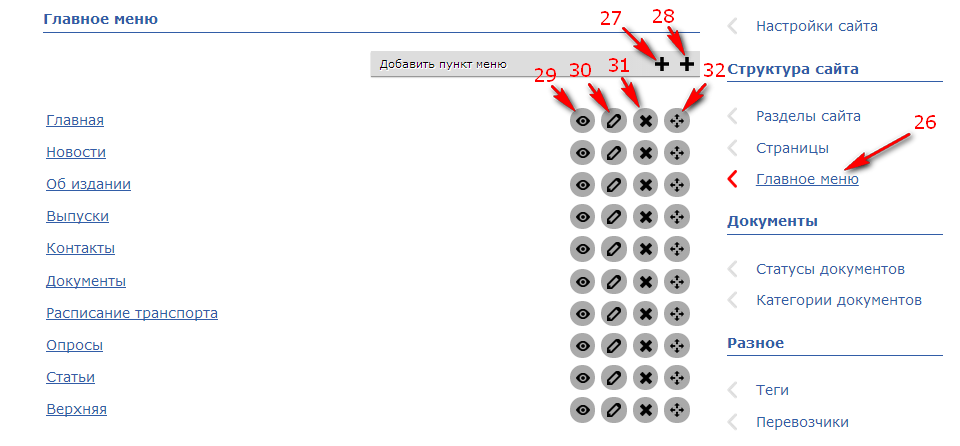 Главное меню
27
28
Добавить пункт меню
29
30
31
32
Главная
Новости
Об издании
Выпуски
Контакты
Документы
Расписание транспорта
Опросы
Статьи
Верхняя
Настройки сайта
Структура сайта
Разделы сайта
26
Страницы
Главное меню
Документы
Статусы документов
Категории документов
Разное
Теги
Перевозчики